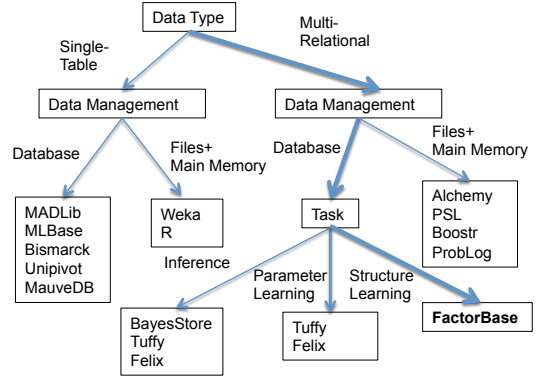 Data Type
Single-
Table
Multi-
Relational
Data Management
Data Management
Database
Files+
Main Memory
Database
Files+
Main Memory
MADLib
MLBase
Bismarck
Unipivot
MauveDB
Weka
R
Task
Alchemy
PSL
Boostr
ProbLog
Inference
Parameter
Learning
Structure
Learning
BayesStore
Tuffy
Felix
Tuffy
Felix
FactorBase